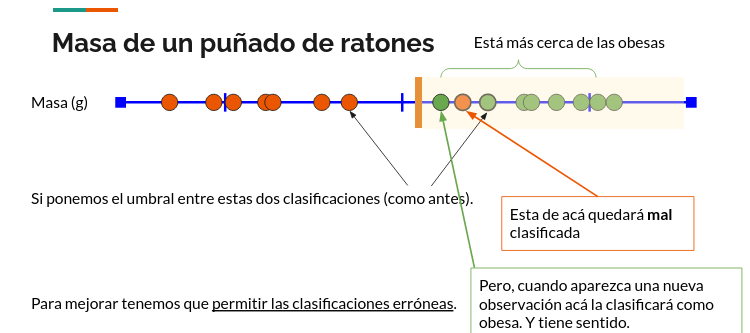 Masa de un puñado de ratones
Está más cerca de las obesas
Masa (g)
Si ponemos el umbral entre estas dos clasificaciones (como antes).
Esta de acá quedará mal
clasificada
Pero, cuando aparezca una nueva
observación acá la clasificará como
obesa. Y tiene sentido.
Para mejorar tenemos que permitir las clasificaciones erróneas.